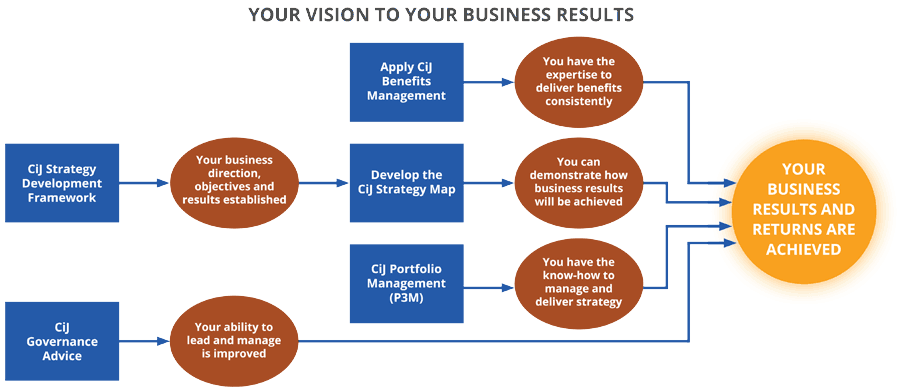 YOUR VISION TO YOUR BUSINESS RESULTS
Apply CiJ
Benefits
Management
You have the
expertise to
deliver benefits
consistently
CiJ Strategy
Development
Framework
Your business
direction,
objectives and
results established
Develop the
CiJ Strategy Map
You can
demonstrate how
business results
will be achieved
YOUR
BUSINESS
RESULTS AND
RETURNS ARE
ACHIEVED
CiJ Portfolio
Management
(P3M)
You have the
know-how to
manage and
deliver strategy
CiJ
Governance
Advice
Your ability to
lead and manage
is improved